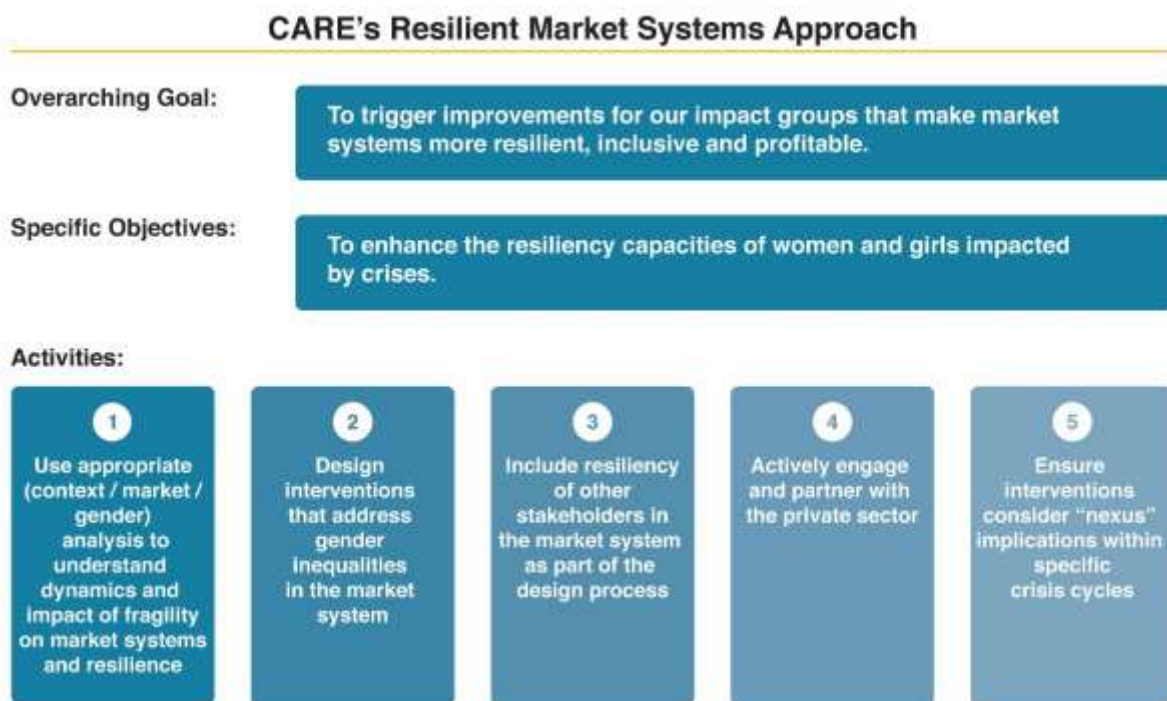 CARE's Resilient Market Systems Approach
Overarching Goal:
To trigger improvements for our impact groups that make market
systems more resilient, inclusive and profitable.
Specific Objectives:
To enhance the resiliency capacities of women and girls impacted
by crises.
Activities:
1
Use appropriate
(context / market /
gender)
analysis to
understand
dynamics and
impact of fragility
on market systems
and resilience
2
Design
interventions
that address
gender
inequalities
in the market
system
3
Include resiliency
of other
stakeholders in
the market system
as part of the
design process
4
Actively engage
and partner with
the private sector
5
Ensure
interventions
consider “nexus”
implications within
specific
crisis cycles